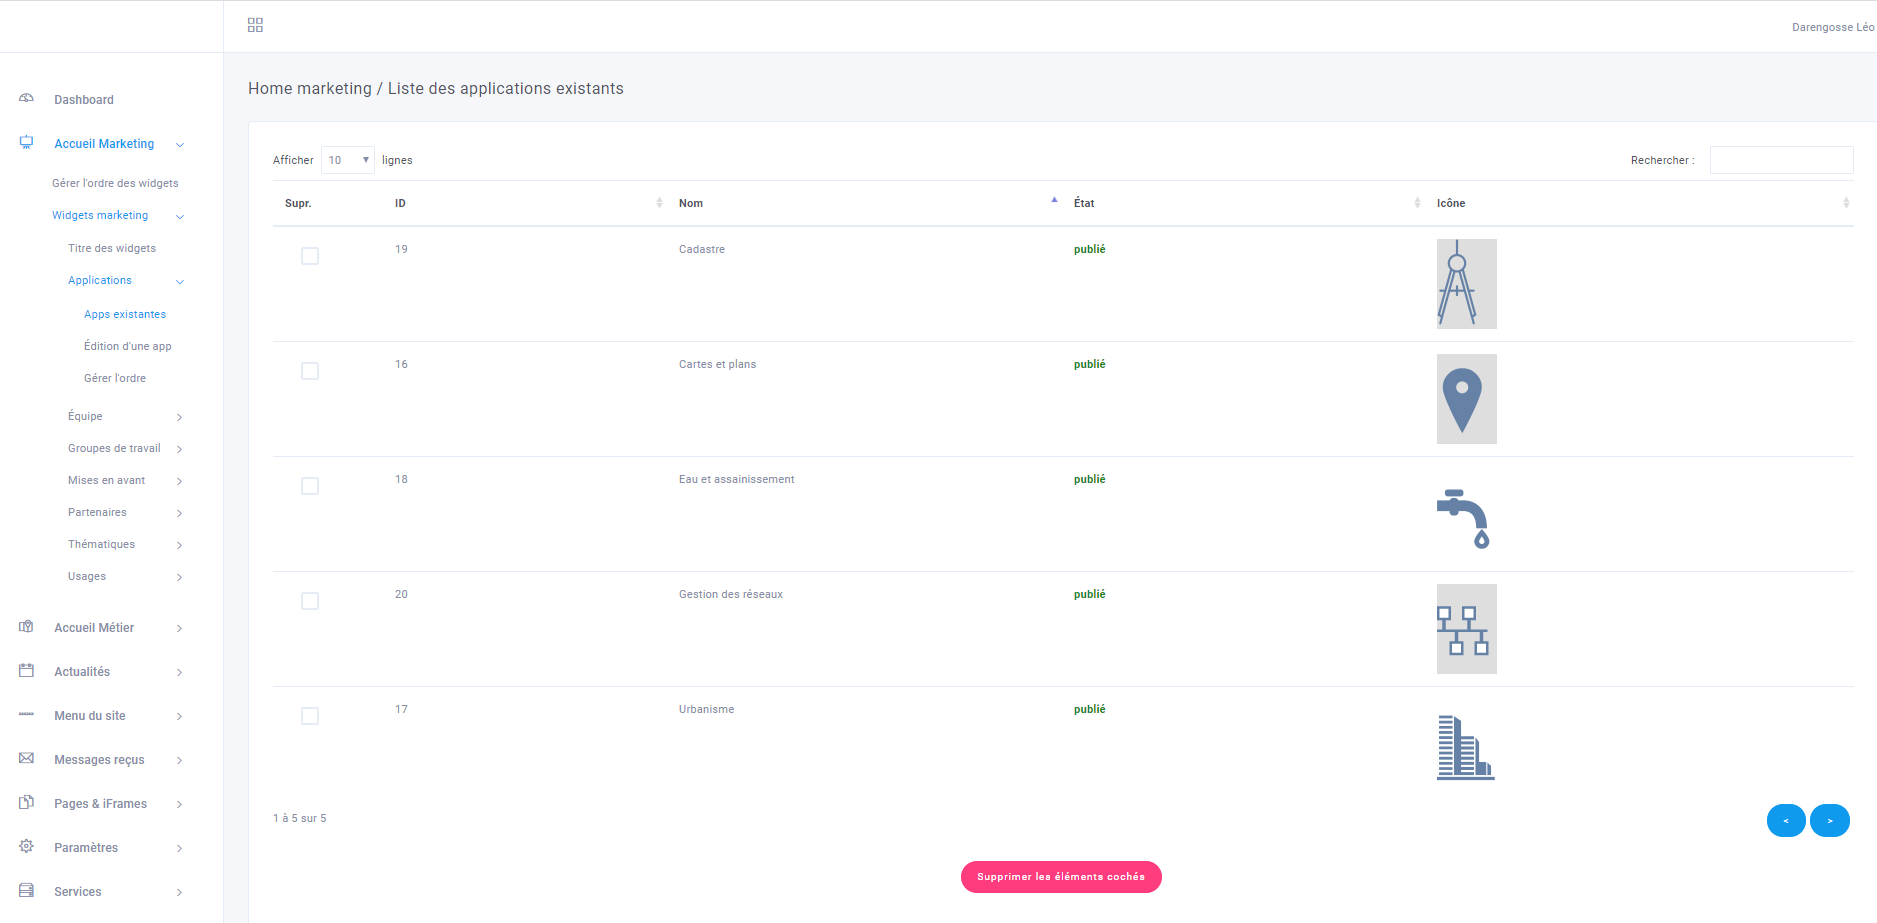 Darengosse Léo
Dashboard
Accueil Marketing
Gérer l'ordre des widgets
Widgets marketing
Titre des widgets
Applications
Apps existantes
Édition d'une app
Gérer l'ordre
Équipe
Groupes de travail
Mises en avant
Partenaires
Thématiques
Usages
Accueil Métier
Actualités
Menu du site
Messages reçus
Pages & iFrames
Paramètres
Services
Home marketing / Liste des applications existants
Afficher 10 lignes Rechercher :
Supr. ID Nom État Icône
19 Cadastre publié
16 Cartes et plans publié
18 Eau et assainissement publié
20 Gestion des réseaux publié
17 Urbanisme publié
1 à 5 sur 5 < >
Supprimer les éléments cochés